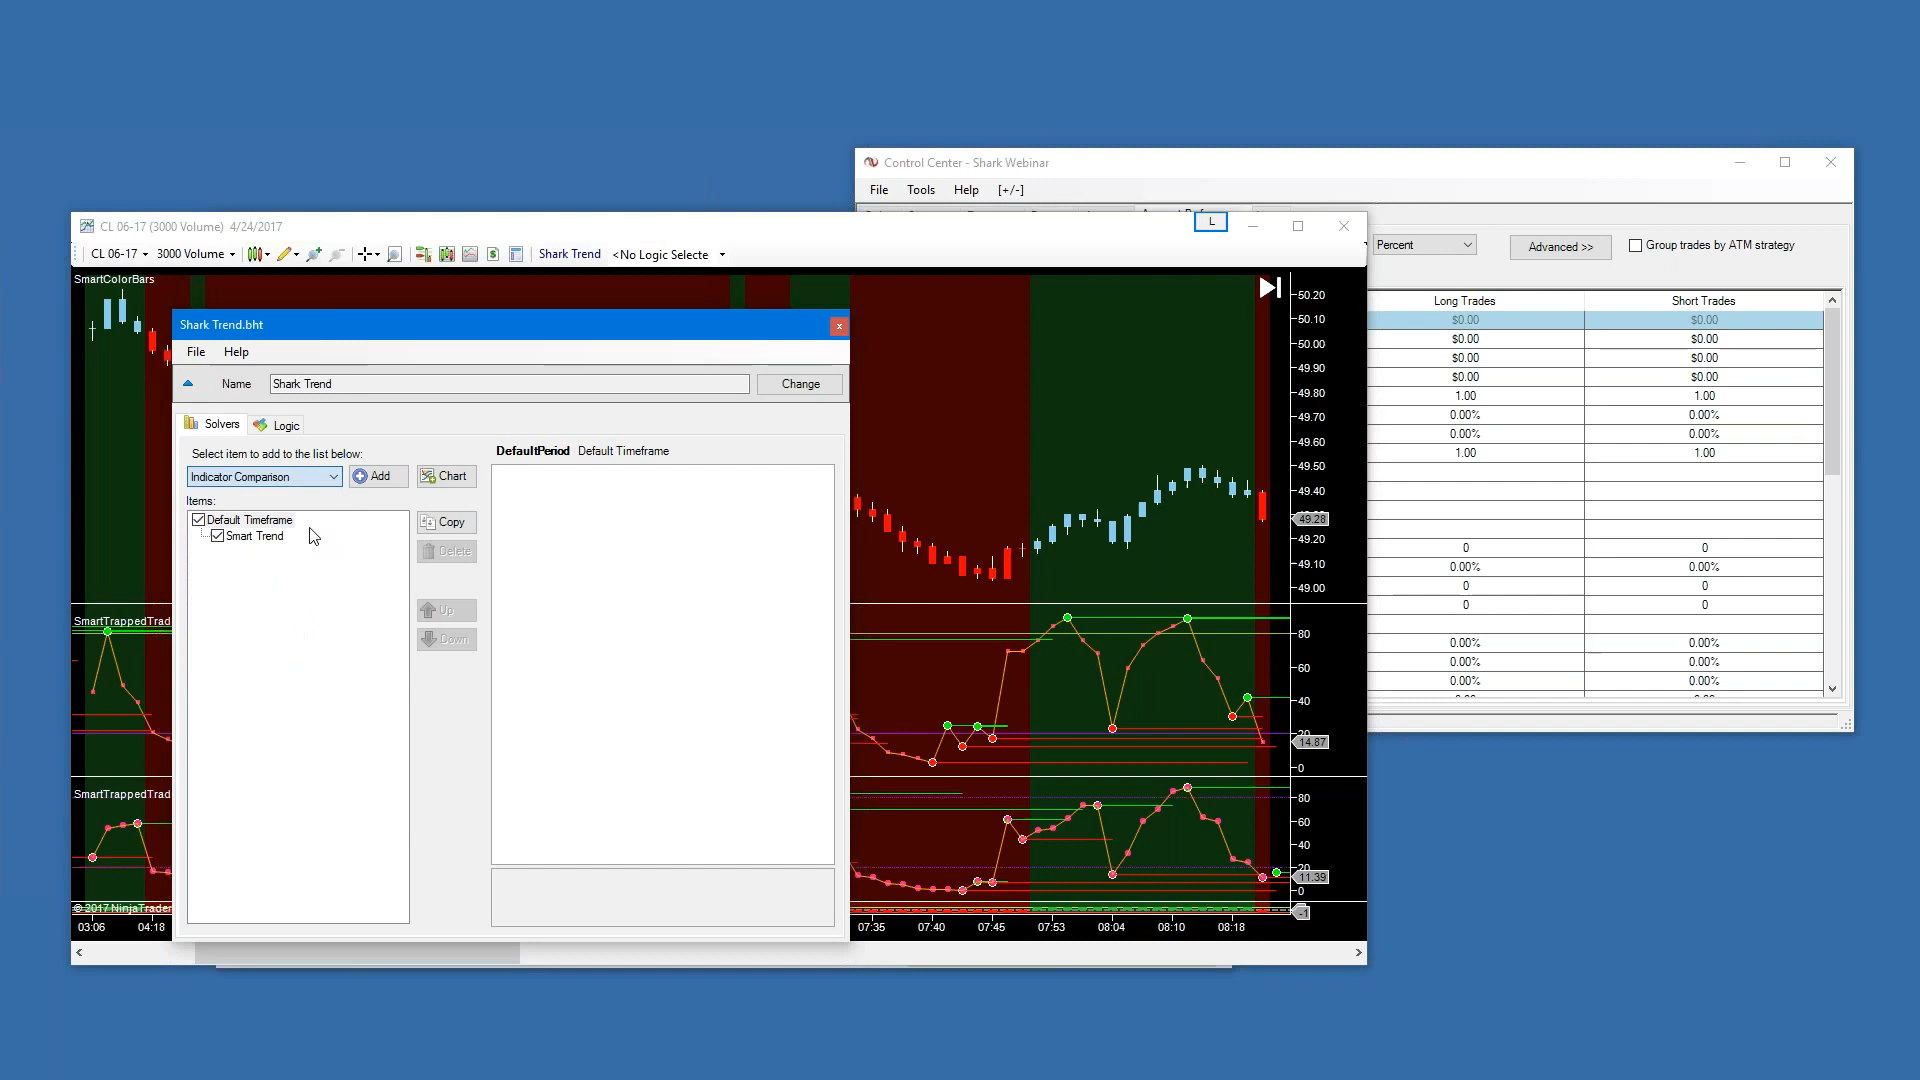 Control Center - Shark Webinar
File Tools Help [+/-]
CL 06-17 (3000 Volume) 4/24/2017
L
CL 06-17 3000 Volume Shark Trend <No Logic Selecte
Percent Advanced >> Group trades by ATM strategy
SmartColorBars
Long Trades Short Trades
$0.00 $0.00
$0.00 $0.00
$0.00 $0.00
$0.00 $0.00
1.00 1.00
0.00% 0.00%
0.00% 0.00%
1.00 1.00
0 0
0.00% 0.00%
0 0
0 0
0.00% 0.00%
0.00% 0.00%
0.00% 0.00%
Shark Trend.bht
x
File Help
Name Shark Trend Change
Solvers Logic
Select item to add to the list below:
Indicator Comparison Add Chart
Items:
Default Timeframe
Smart Trend
Copy
Delete
Up
Down
DefaultPeriod Default Timeframe
50.20
50.10
50.00
49.90
49.80
49.70
49.60
49.50
49.40
49.28
49.20
49.10
49.00
SmartTrappedTrad
80
60
40
20
14.87
0
SmartTrappedTrad
80
60
40
20
11.39
0
-1
© 2017 NinjaTrader
03:06 04:18 07:35 07:40 07:45 07:53 08:04 08:10 08:18